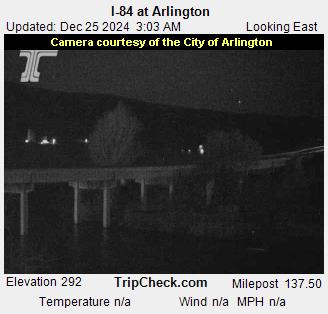 I-84 at Arlington
Updated: Dec 25 2024 3:03 AM Looking East
Camera courtesy of the City of Arlington
Elevation 292 TripCheck.com Milepost 137.50
Temperature n/a Wind n/a MPH n/a